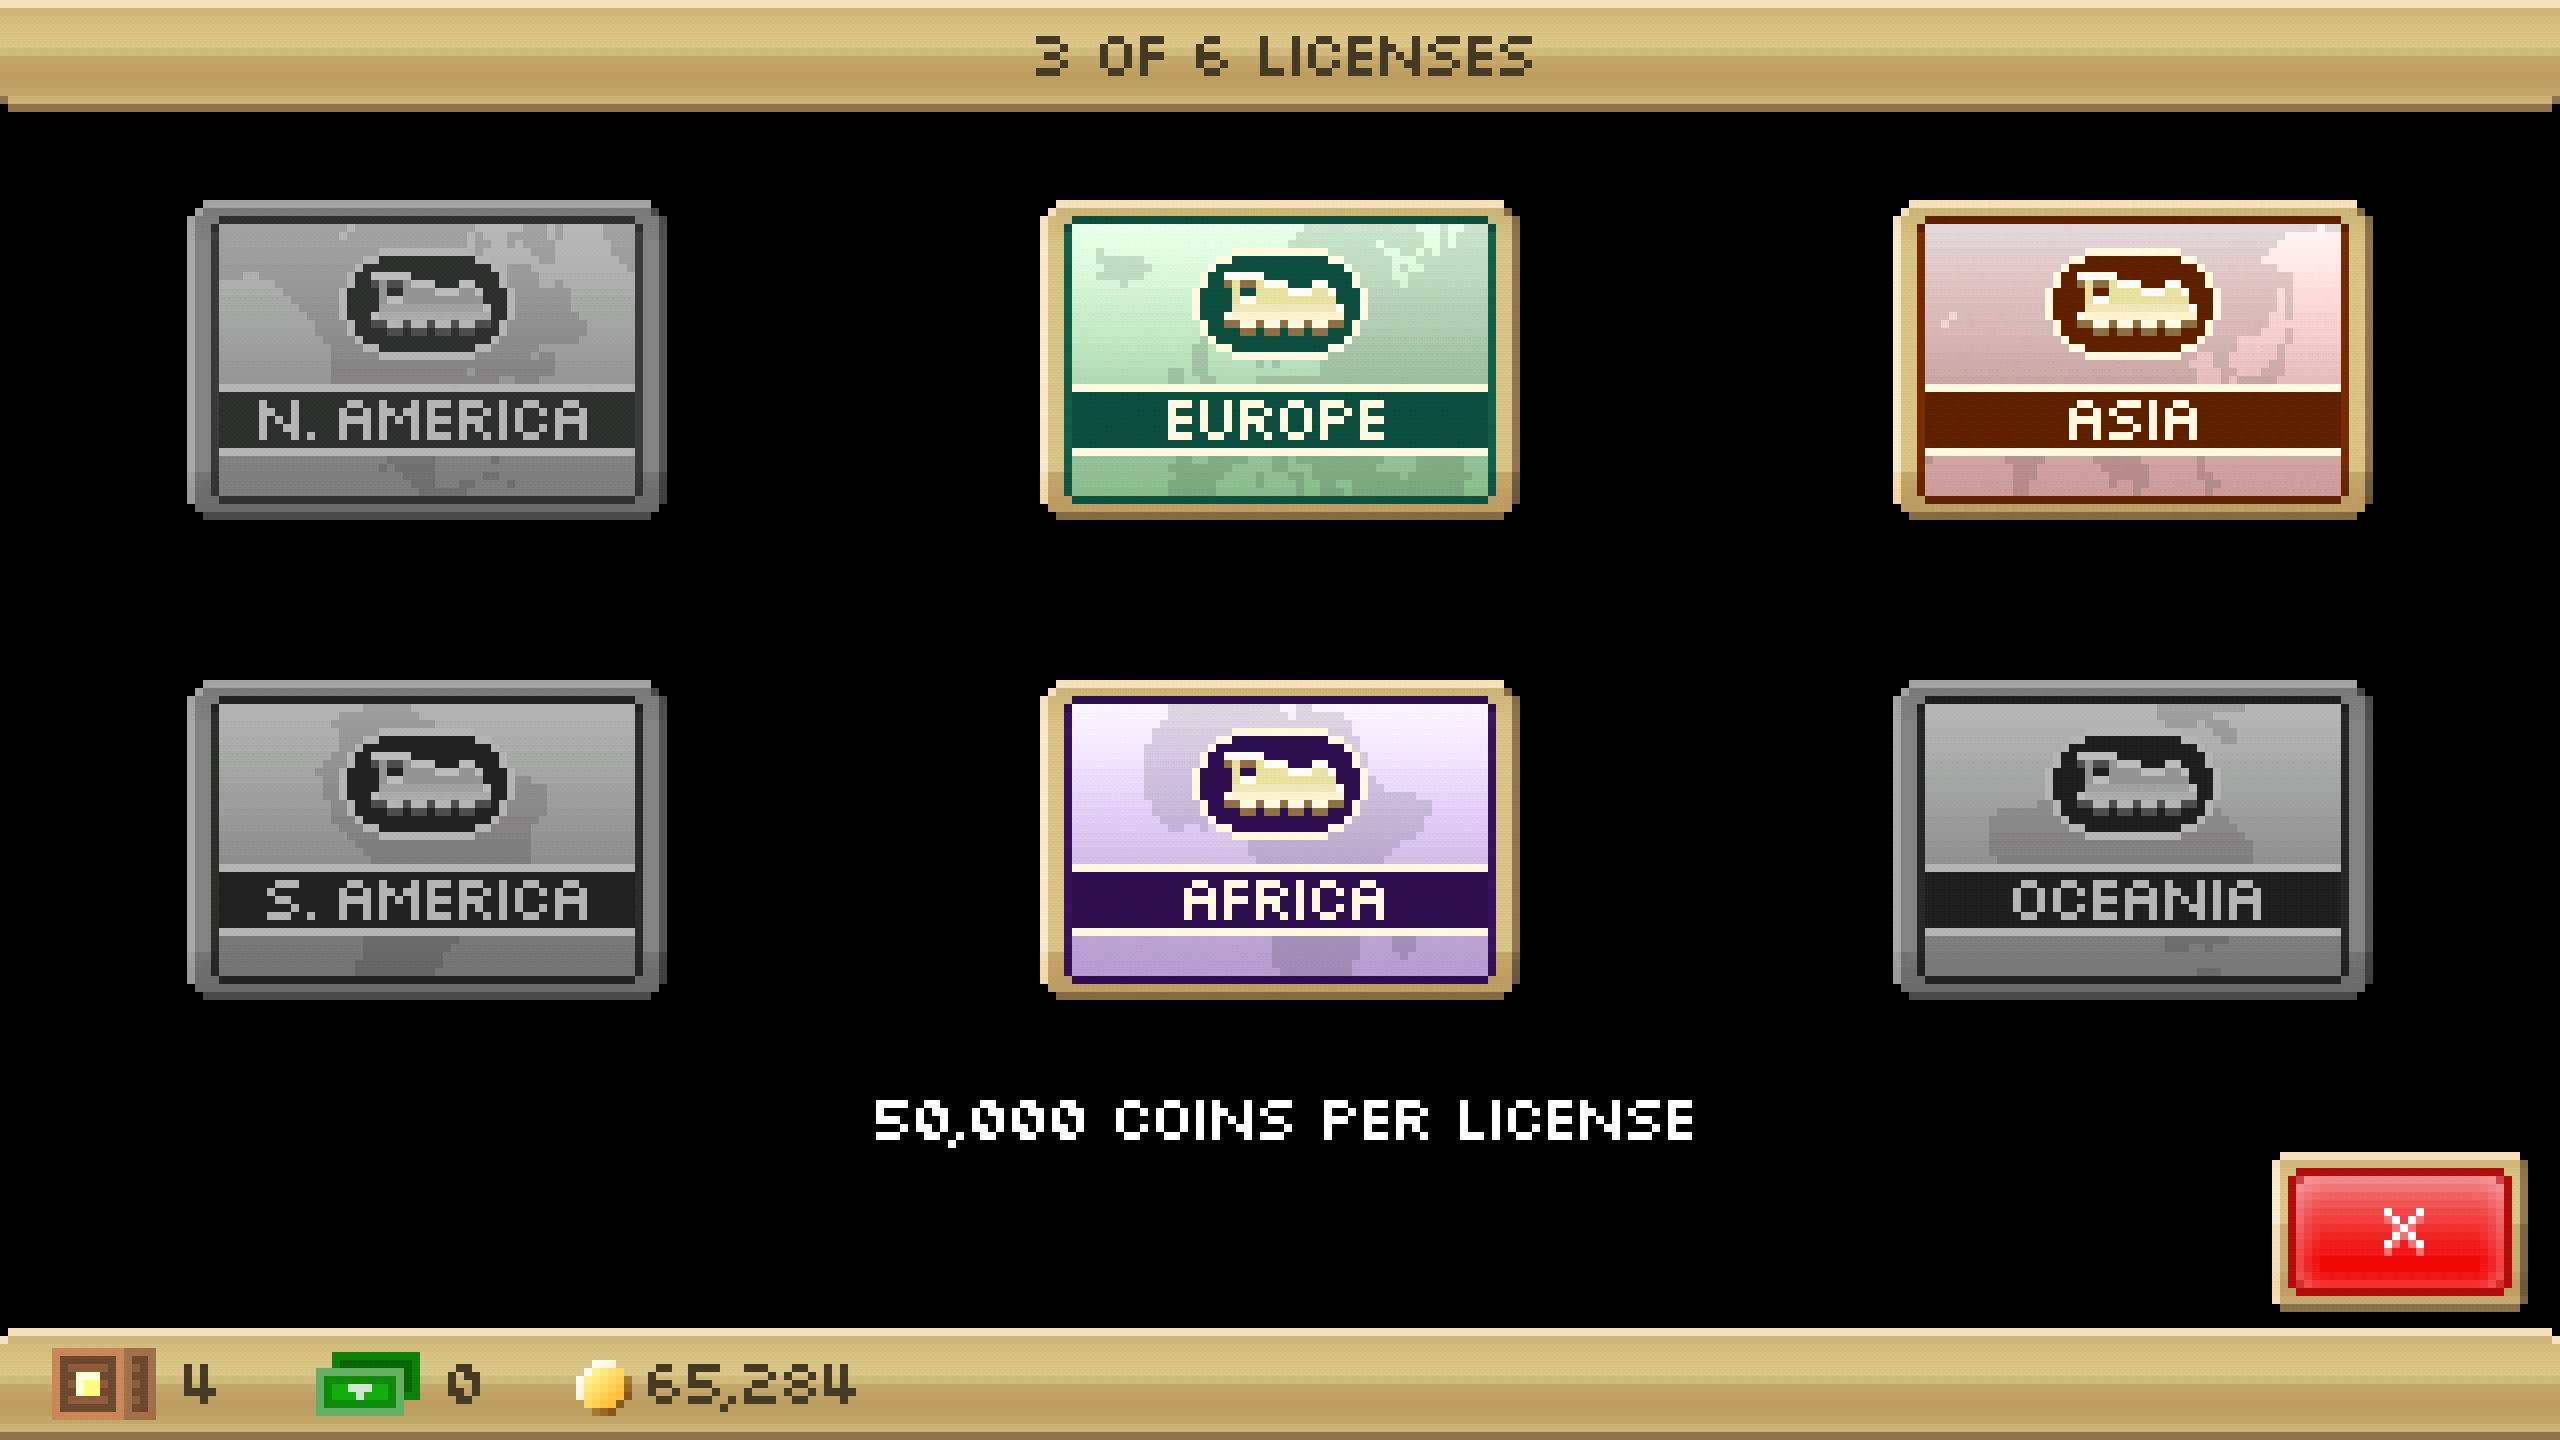 3 OF 6 LICENSES
N. AMERICA
EUROPE
ASIA
S. AMERICA
AFRICA
OCEANIA
50,000 COINS PER LICENSE
X
4 0 65,284